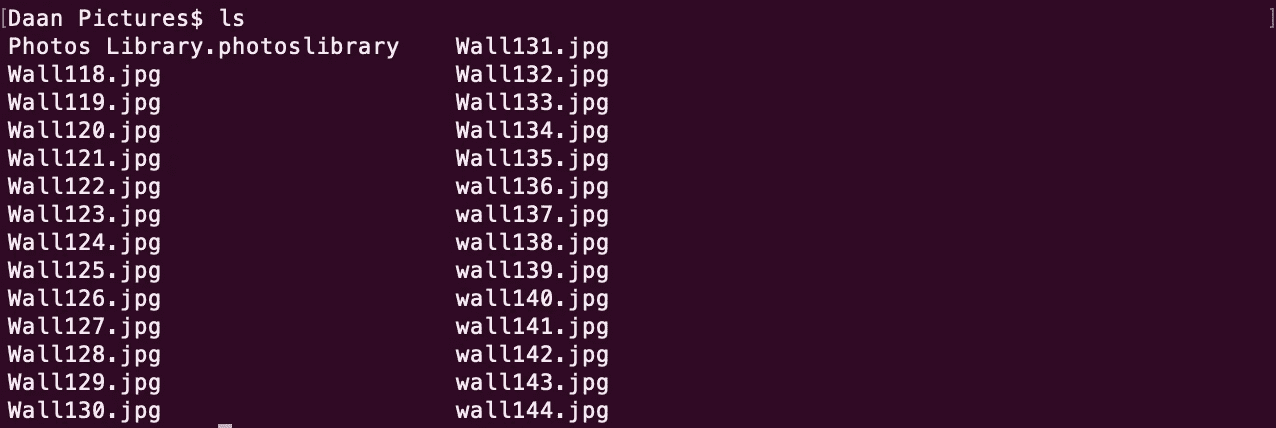 Daan Pictures$ ls
Photos Library.photoslibrary Wall131.jpg
Wall118.jpg Wall132.jpg
Wall119.jpg Wall133.jpg
Wall120.jpg Wall134.jpg
Wall121.jpg Wall135.jpg
Wall122.jpg wall136.jpg
Wall123.jpg wall137.jpg
Wall124.jpg wall138.jpg
Wall125.jpg wall139.jpg
Wall126.jpg wall140.jpg
Wall127.jpg wall141.jpg
Wall128.jpg wall142.jpg
Wall129.jpg wall143.jpg
Wall130.jpg wall144.jpg